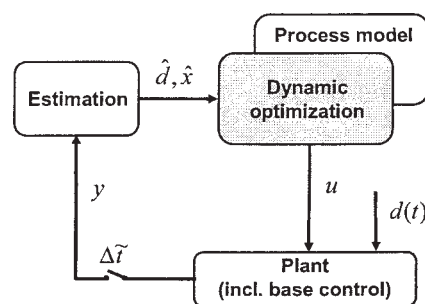 Process model
Estimation
d̂, x̂
Dynamic
optimization
y
u
d(t)
Δt̃
Plant
(incl. base control)